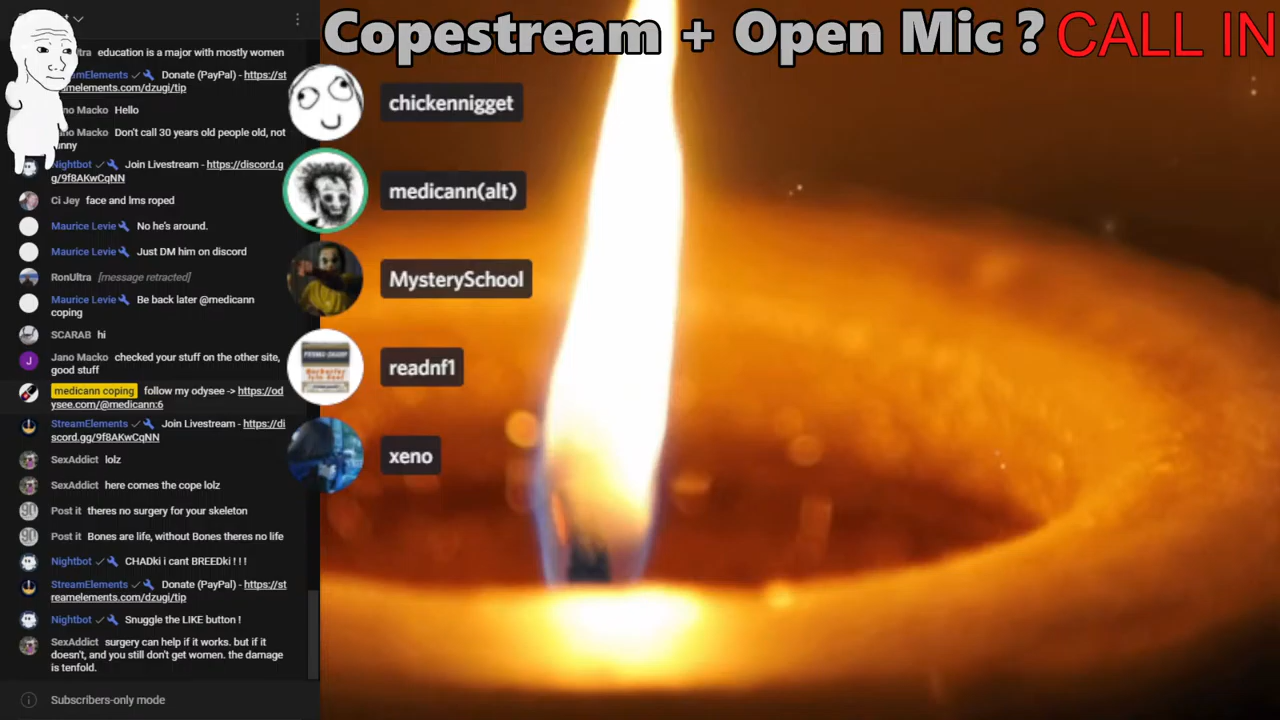 Copestream + Open Mic ? CALL IN
ltra education is a major with mostly women
StreamElements Donate (PayPal) - https://st
reamelements.com/dzugi/tip
Macko Hello
Macko Don't call 30 years old people old, not
Nightbot Join Livestream - https://discord.g
g/9f8AKwCqNN
Ci Jey face and lms roped
Maurice Levie No he's around.
Maurice Levie Just DM him on discord
RonUltra [message retracted]
Maurice Levie Be back later @medicann
coping
SCARAB hi
Jano Macko checked your stuff on the other site,
good stuff
medicann coping follow my odysee -> https://od
ysee.com/@medicann:6
StreamElements Join Livestream - https://di
scord.gg/9f8AKwCqNN
SexAddict lolz
SexAddict here comes the cope lolz
Post it theres no surgery for your skeleton
Post it Bones are life, without Bones theres no life
Nightbot CHADki i cant BREEDki ! ! !
StreamElements Donate (PayPal) - https://st
reamelements.com/dzugi/tip
Nightbot Snuggle the LIKE button !
SexAddict surgery can help if it works. but if it
doesn't, and you still don't get women. the damage
is tenfold.
Subscribers-only mode
chickennigget
medicann(alt)
MysterySchool
readnf1
xeno